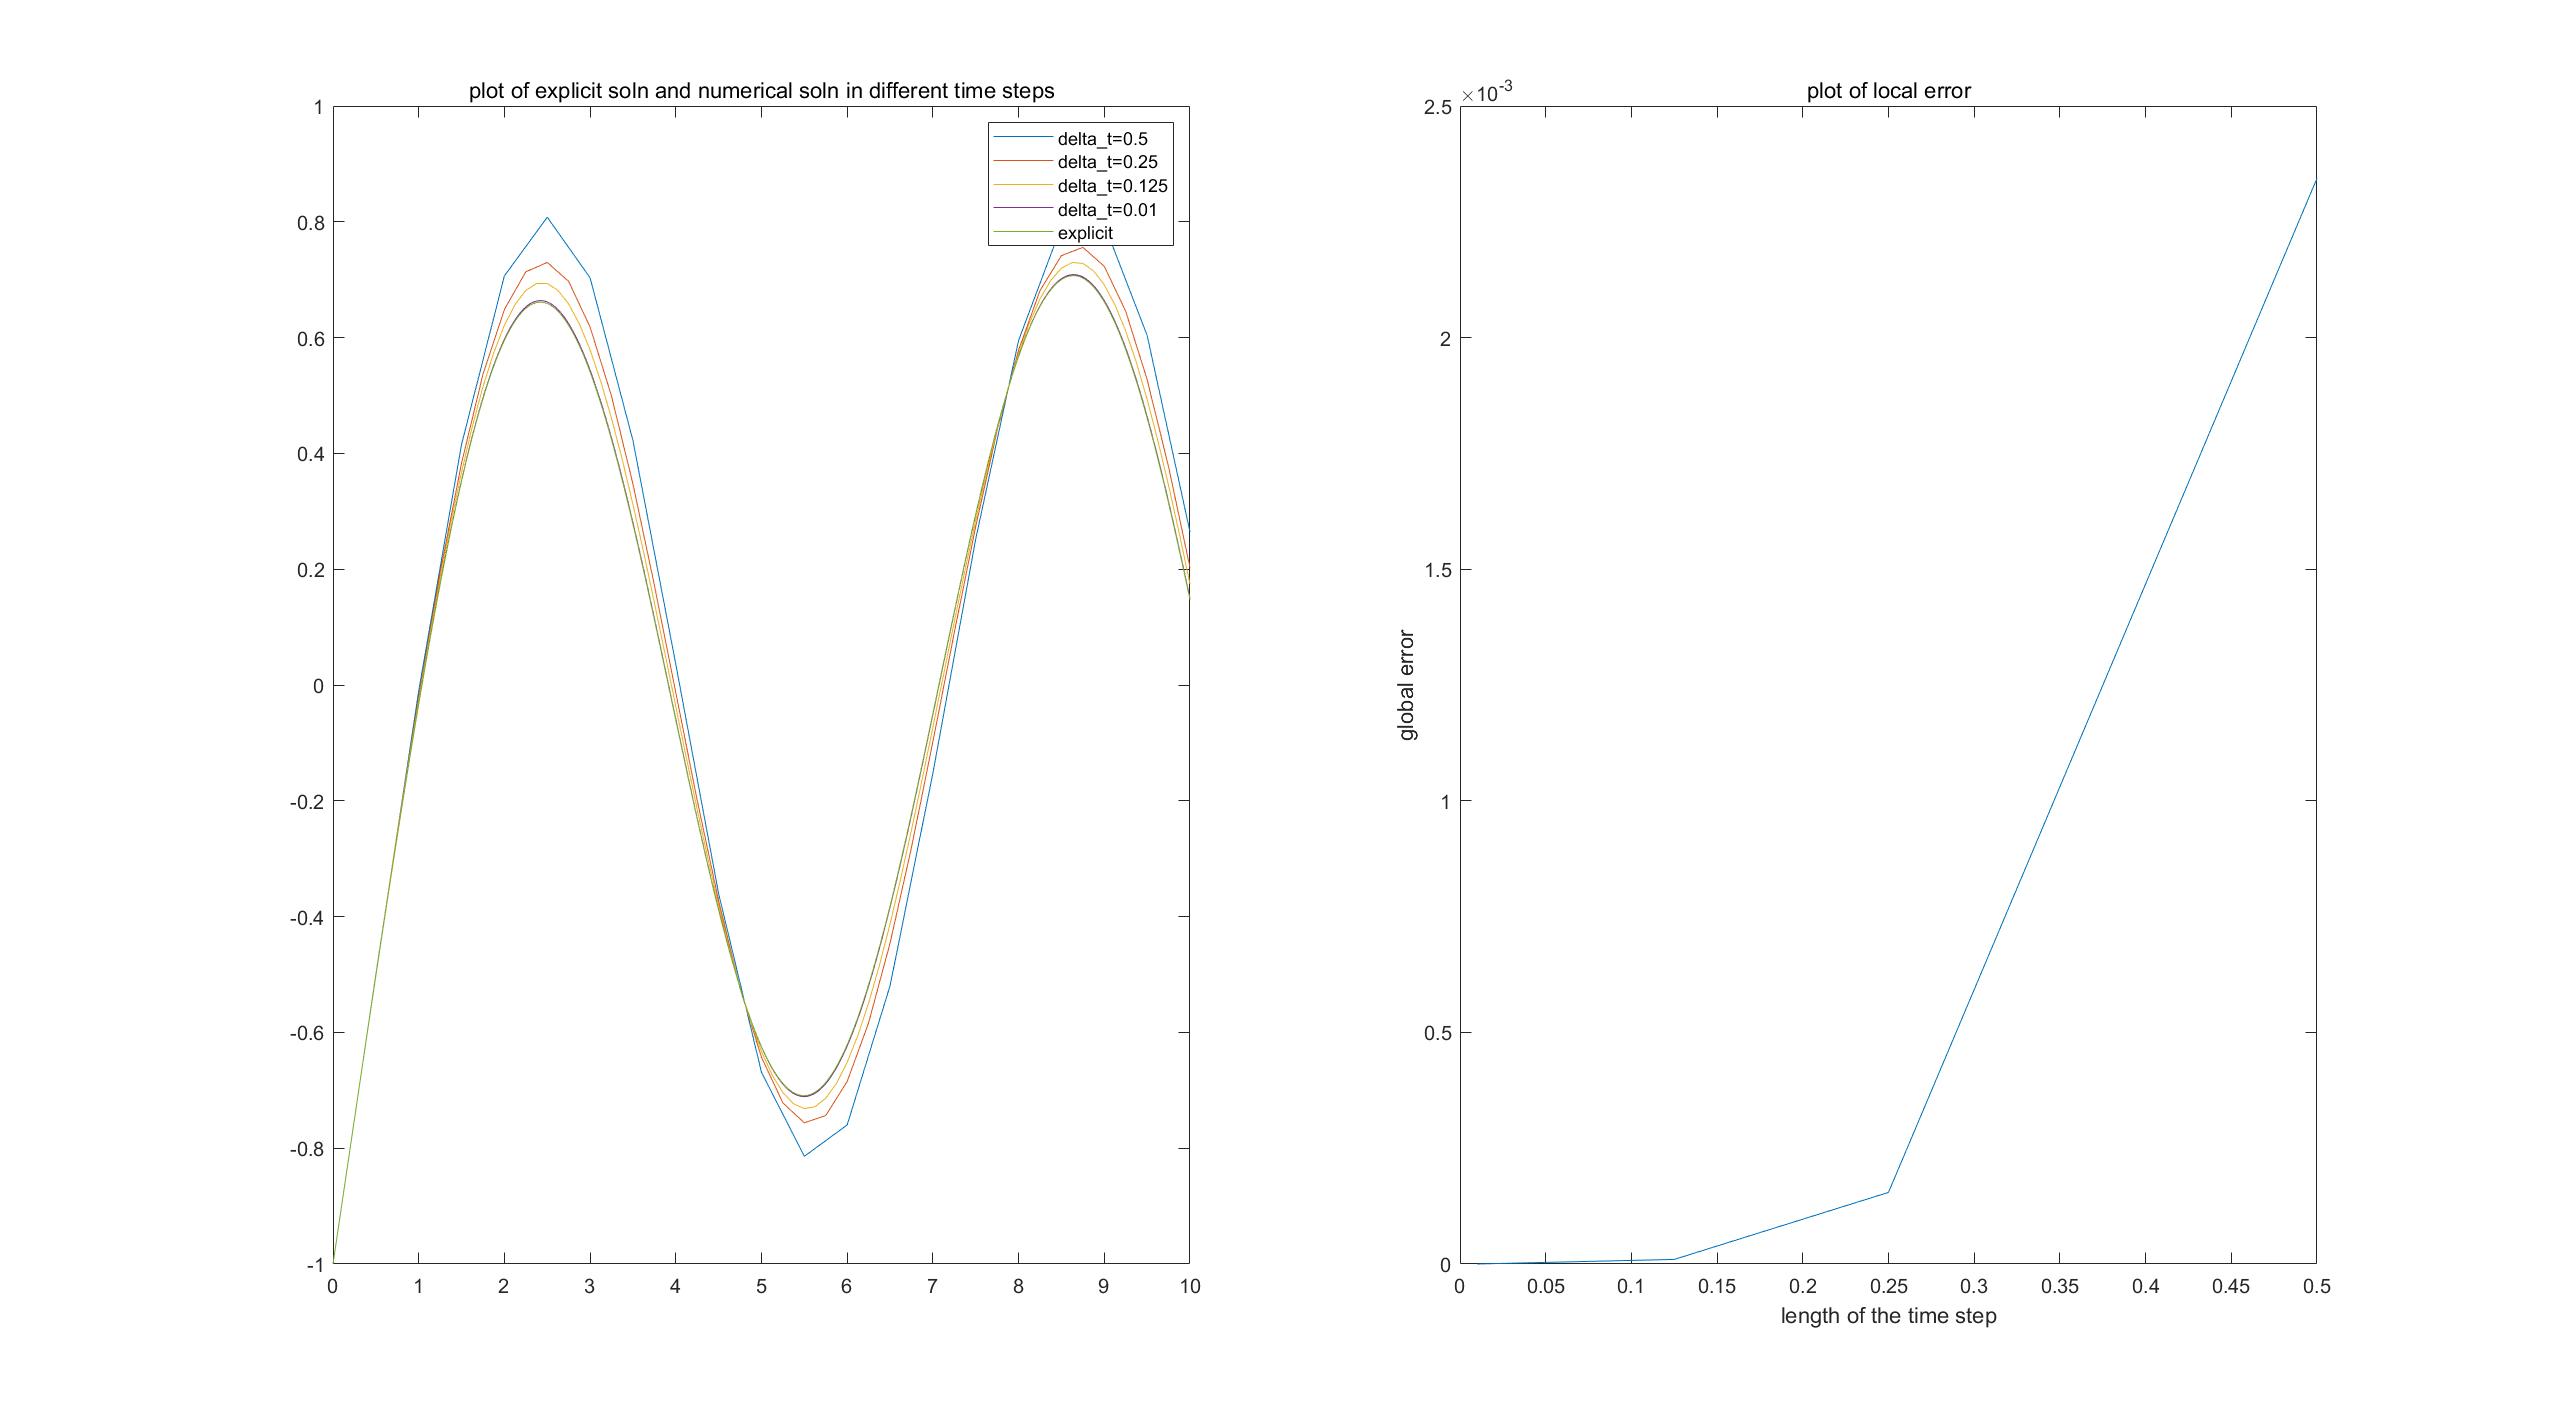 plot of explicit soln and numerical soln in different time steps
1
0.8
0.6
0.4
0.2
0
-0.2
-0.4
-0.6
-0.8
-1
0 1 2 3 4 5 6 7 8 9 10
delta_t=0.5
delta_t=0.25
delta_t=0.125
delta_t=0.01
explicit
plot of local error
×10-3
2.5
2
1.5
1
0.5
0
global error
0 0.05 0.1 0.15 0.2 0.25 0.3 0.35 0.4 0.45 0.5
length of the time step